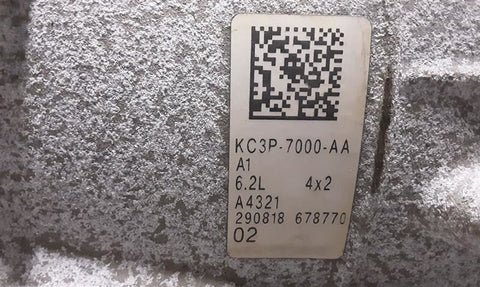 KC3P-7000-AA
A1
6.2L 4x2
A4321
290818 678770
02